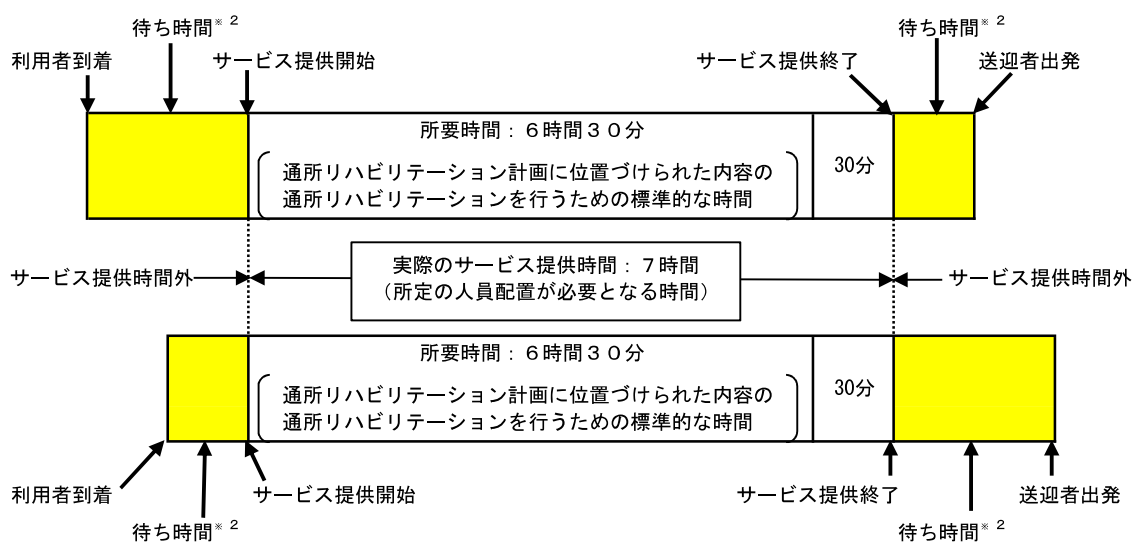 待ち時間※２
待ち時間※２
利用者到着
サービス提供開始
サービス提供終了
送迎者出発
所要時間：６時間３０分
通所リハビリテーション計画に位置づけられた内容の
通所リハビリテーションを行うための標準的な時間
30分
サービス提供時間外
実際のサービス提供時間：７時間
（所定の人員配置が必要となる時間）
サービス提供時間外
所要時間：６時間３０分
通所リハビリテーション計画に位置づけられた内容の
通所リハビリテーションを行うための標準的な時間
30分
利用者到着
サービス提供開始
サービス提供終了
送迎者出発
待ち時間※２
待ち時間※２